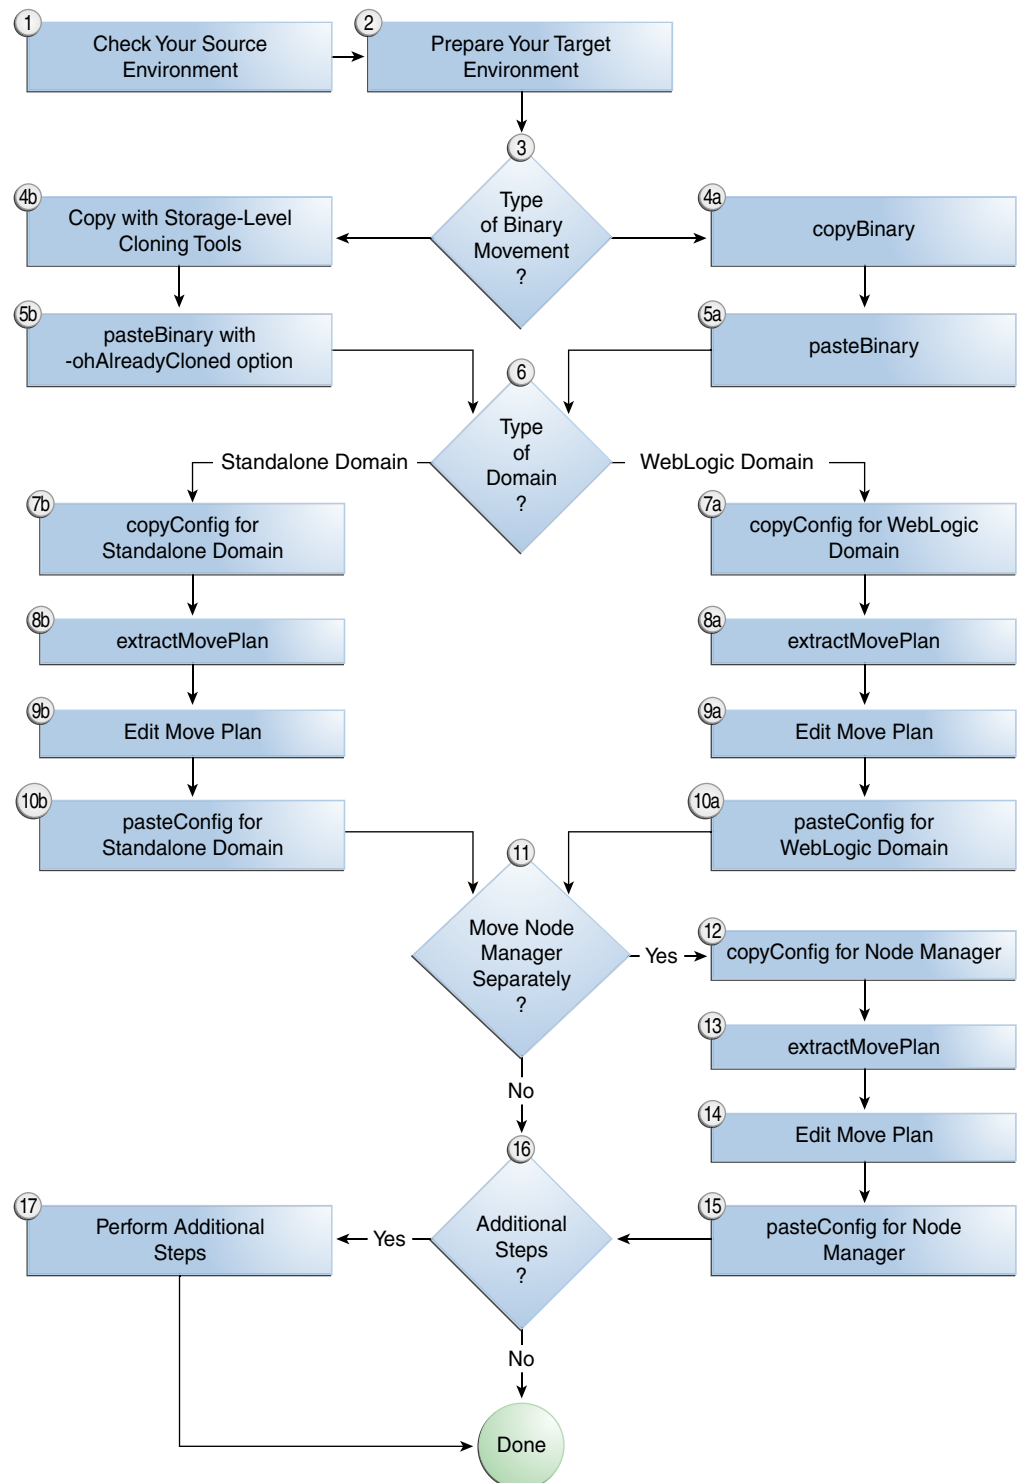 1
Check Your Source
Environment
2
Prepare Your Target
Environment
3
Type
of Binary
Movement
?
4b
Copy with Storage-Level
Cloning Tools
4a
copyBinary
5b
pasteBinary with
-ohAlreadyCloned option
5a
pasteBinary
6
Type
of
Domain
?
Standalone Domain
WebLogic Domain
7b
copyConfig for
Standalone Domain
7a
copyConfig for WebLogic
Domain
8b
extractMovePlan
8a
extractMovePlan
9b
Edit Move Plan
9a
Edit Move Plan
10b
pasteConfig for
Standalone Domain
10a
pasteConfig for
WebLogic Domain
11
Move Node
Manager
Separately
?
Yes
12
copyConfig for Node Manager
13
extractMovePlan
No
14
Edit Move Plan
16
Additional
Steps
?
15
pasteConfig for Node
Manager
Yes
17
Perform Additional
Steps
No
Done